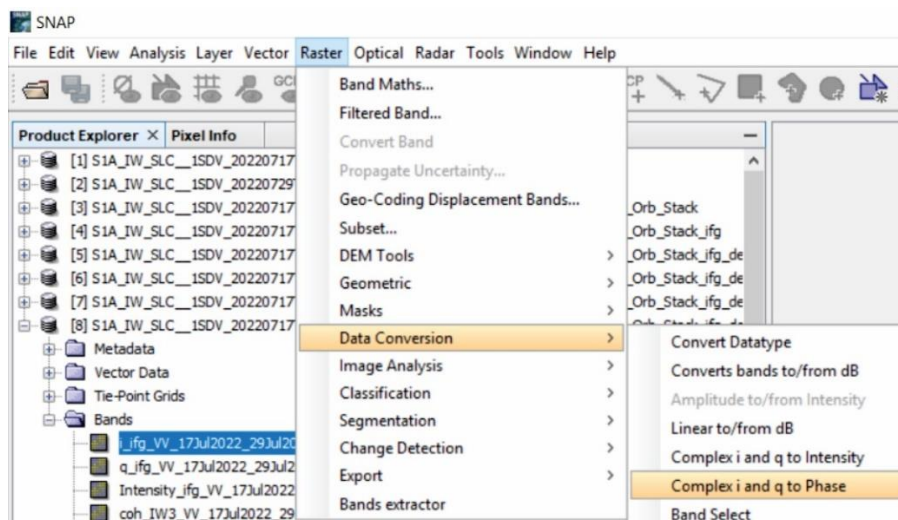 SNAP
File Edit View Analysis Layer Vector Raster Optical Radar Tools Window Help
Product Explorer × Pixel Info
[1] S1A_IW_SLC__1SDV_20220717
[2] S1A_IW_SLC__1SDV_20220729
[3] S1A_IW_SLC__1SDV_20220717
[4] S1A_IW_SLC__1SDV_20220717
[5] S1A_IW_SLC__1SDV_20220717
[6] S1A_IW_SLC__1SDV_20220717
[7] S1A_IW_SLC__1SDV_20220717
[8] S1A_IW_SLC__1SDV_20220717
Metadata
Vector Data
Tie-Point Grids
Bands
i_ifg_VV_17Jul2022_29Jul20
q_ifg_VV_17Jul2022_29Jul2
Intensity_ifg_VV_17Jul2022
coh_IW3_VV_17Jul2022_29
Band Maths...
Filtered Band...
Convert Band
Propagate Uncertainty...
Geo-Coding Displacement Bands...
Subset...
DEM Tools
Geometric
Masks
Data Conversion
Image Analysis
Classification
Segmentation
Change Detection
Export
Bands extractor
_Orb_Stack
_Orb_Stack_ifg
_Orb_Stack_ifg_de
_Orb_Stack_ifg_de
_Orb_Stack_ifg_de
Convert Datatype
Converts bands to/from dB
Amplitude to/from Intensity
Linear to/from dB
Complex i and q to Intensity
Complex i and q to Phase
Band Select